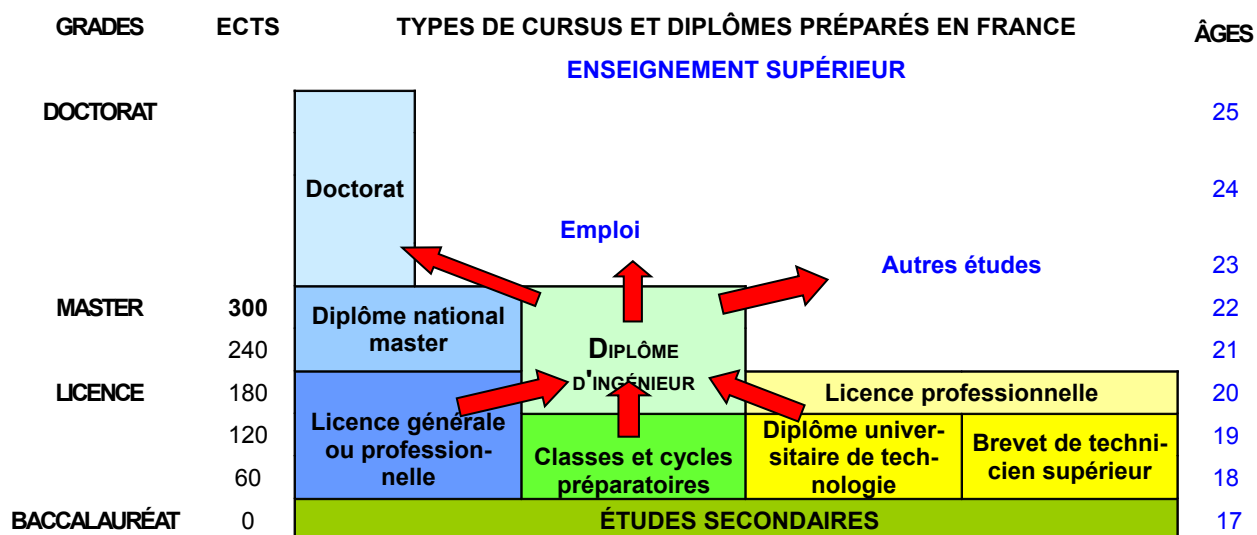 GRADES ECTS TYPES DE CURSUS ET DIPLÔMES PRÉPARÉS EN FRANCE ÂGES
ENSEIGNEMENT SUPÉRIEUR
DOCTORAT 25
Doctorat 24
Emploi
Autres études 23
MASTER 300 Diplôme national 22
master
240 DIPLÔME 21
D'INGÉNIEUR
LICENCE 180 Licence professionnelle 20
Licence générale
ou profession-
nelle
120 Diplôme univer-
sitaire de tech-
nologie
Brevet de techni-
cien supérieur 19
60 Classes et cycles
préparatoires 18
BACCALAURÉAT 0 ÉTUDES SECONDAIRES 17